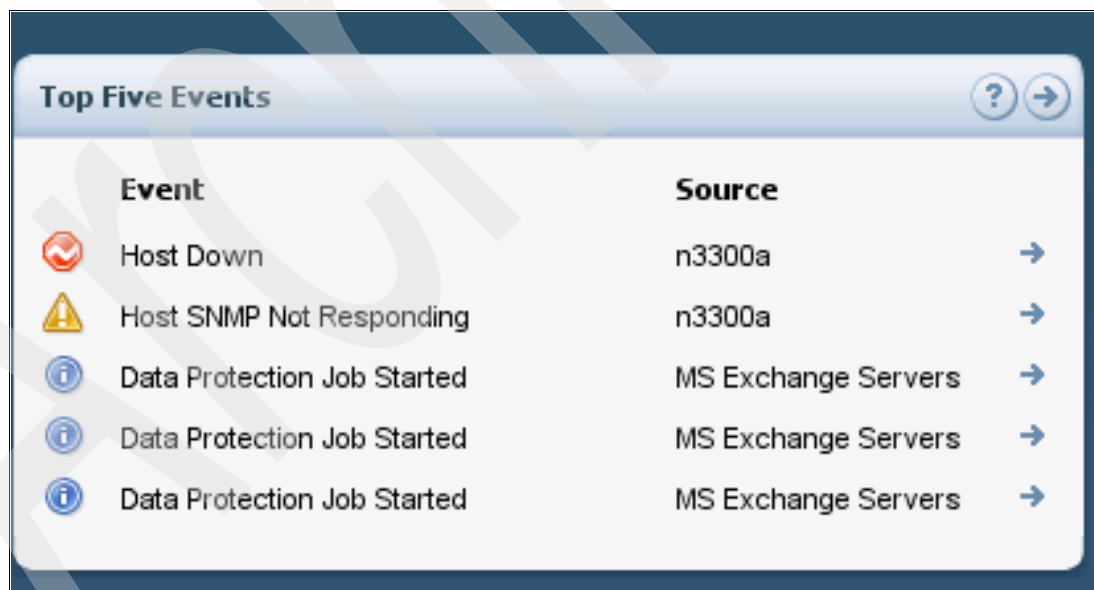 Top Five Events ?
Event Source
Host Down n3300a
Host SNMP Not Responding n3300a
Data Protection Job Started MS Exchange Servers
Data Protection Job Started MS Exchange Servers
Data Protection Job Started MS Exchange Servers